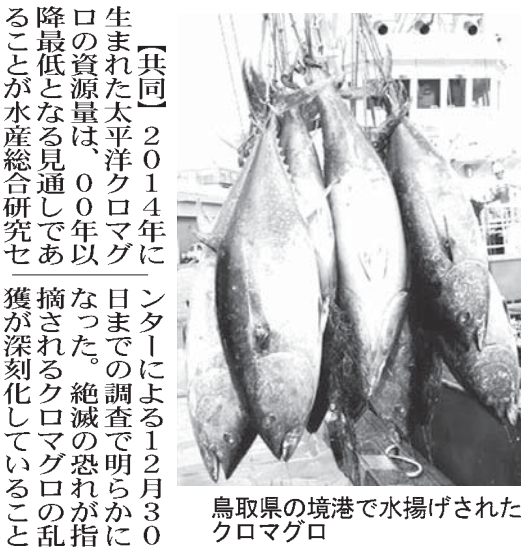 【共同】2014年に
生まれた太平洋クロマグ
ロの資源量は、00年以
降最低となる見通しであ
ることが水産総合研究セ
ンターによる12月30
日までの調査で明らかに
なった。絶滅の恐れが指
摘されるクロマグロの乱
獲が深刻化していること
鳥取県の境港で水揚げされた
クロマグロ